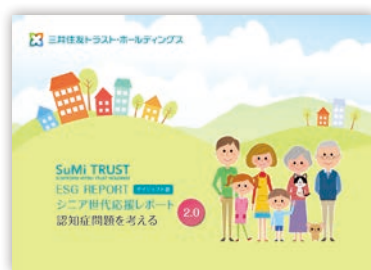 三井住友トラスト・ホールディングス
SuMi TRUST
SUMITOMO MITSUI TRUST HOLDINGS
ESG REPORT ダイジェスト版
シニア世代応援レポート
認知症問題を考える
2.0